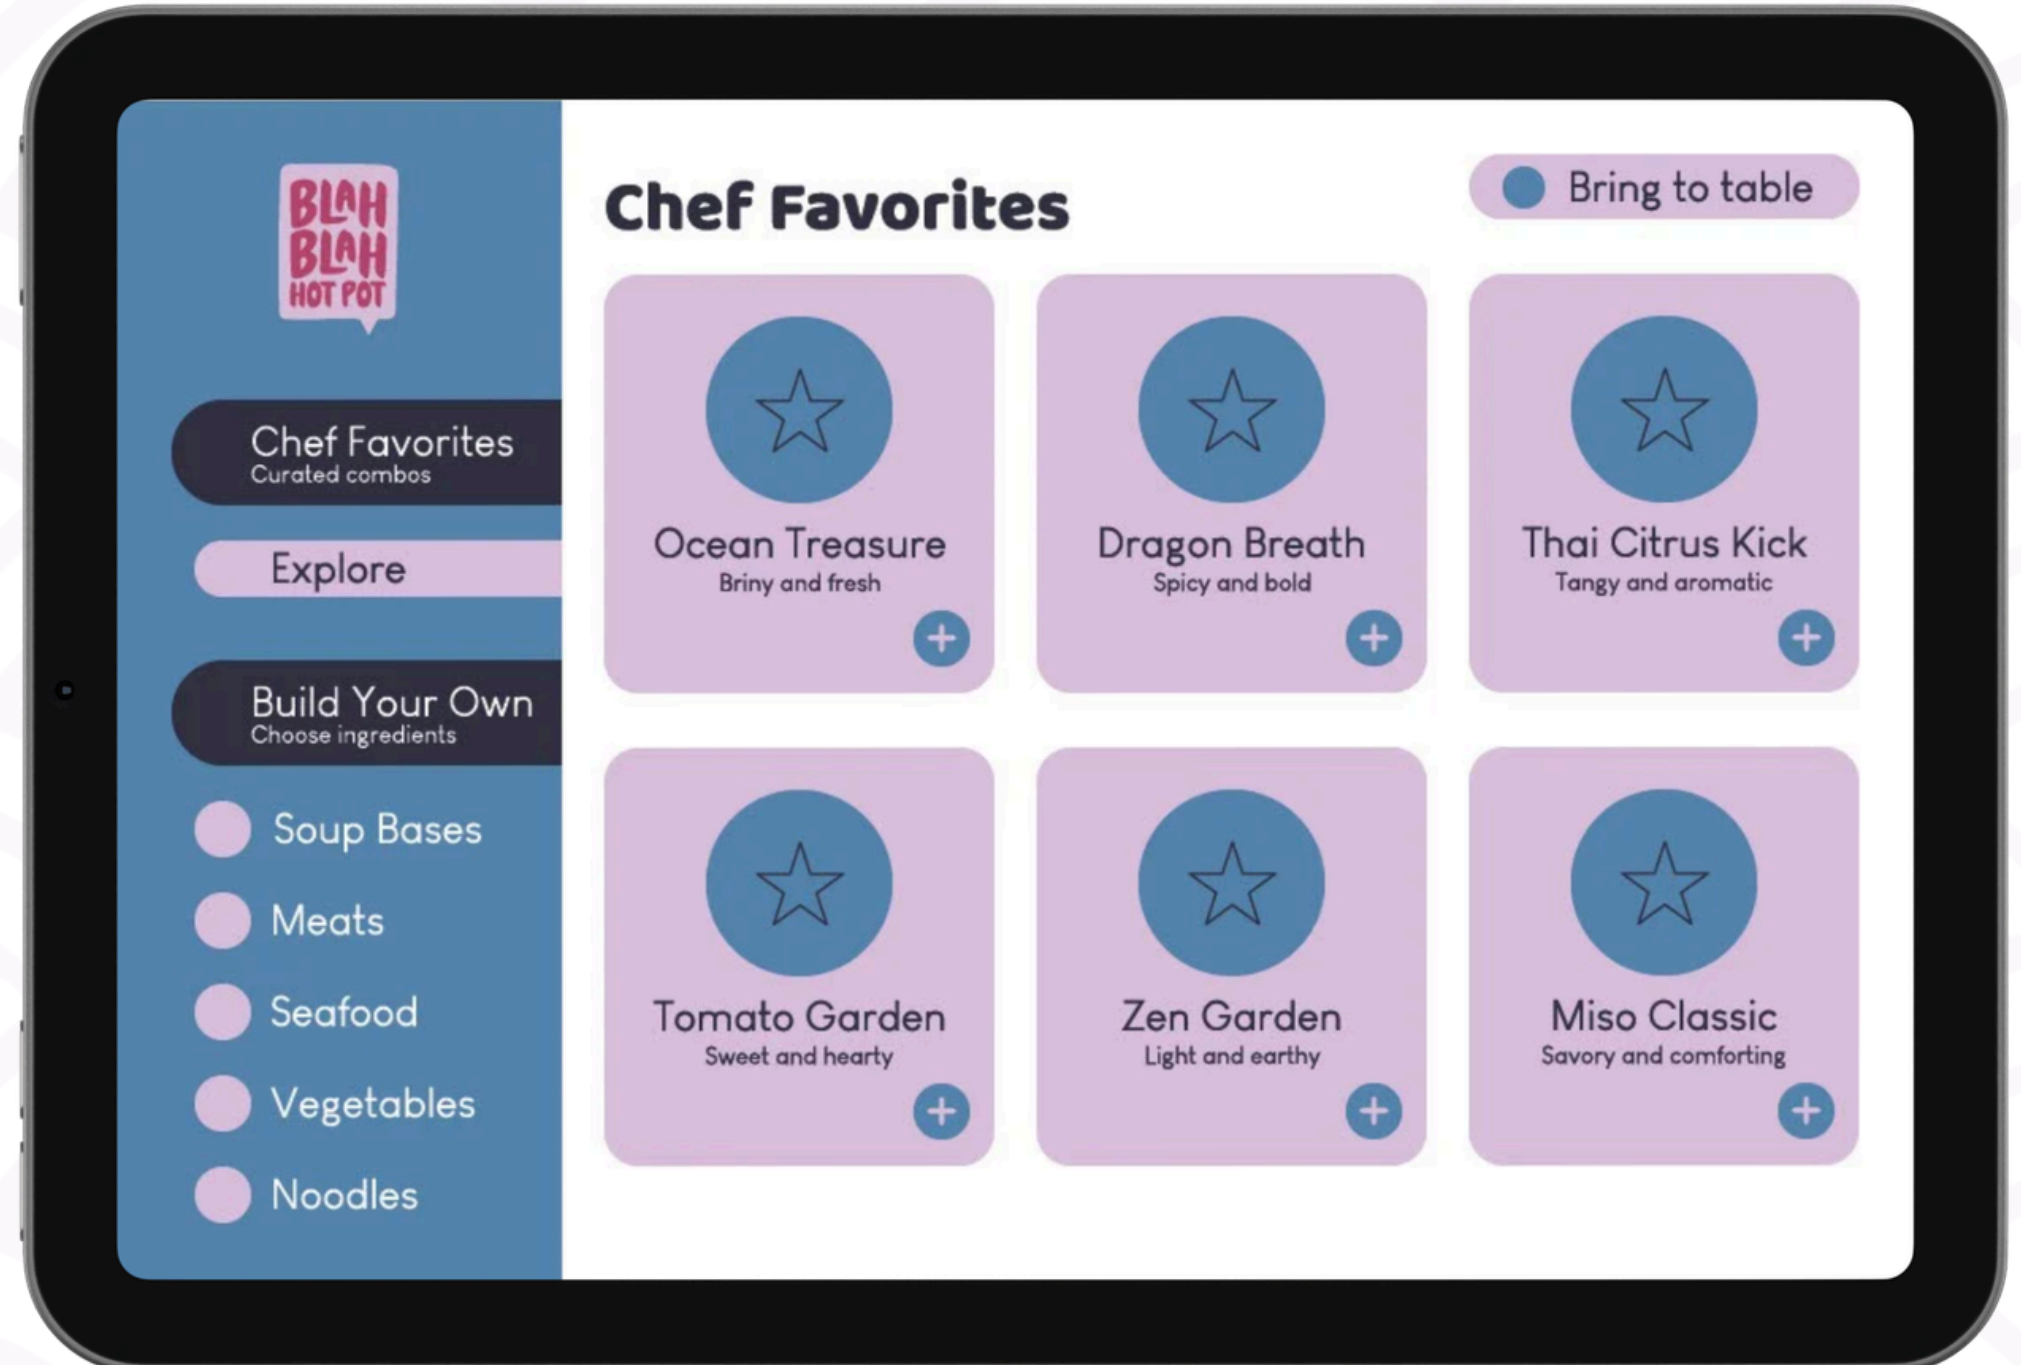 BLAH
BLAH
HOT POT
Chef Favorites
Curated combos
Explore
Build Your Own
Choose ingredients
Soup Bases
Meats
Seafood
Vegetables
Noodles
Chef Favorites
Bring to table
Ocean Treasure
Briny and fresh
+
Dragon Breath
Spicy and bold
+
Thai Citrus Kick
Tangy and aromatic
+
Tomato Garden
Sweet and hearty
+
Zen Garden
Light and earthy
+
Miso Classic
Savory and comforting
+